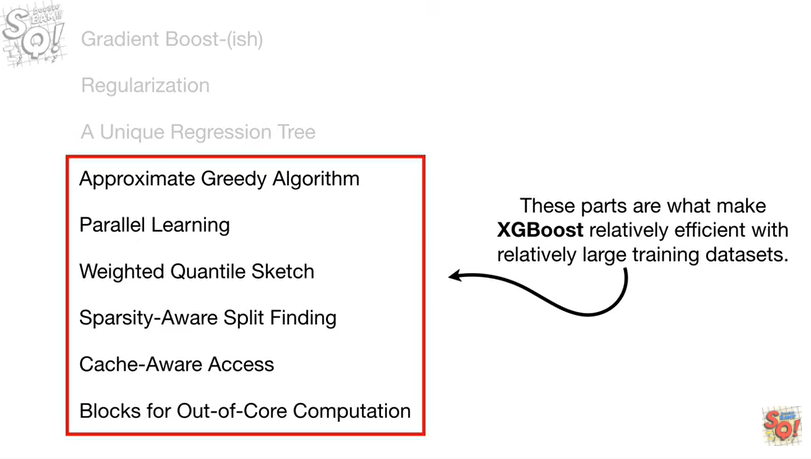 Gradient Boost-(ish)
Regularization
A Unique Regression Tree
Approximate Greedy Algorithm
Parallel Learning
Weighted Quantile Sketch
Sparsity-Aware Split Finding
Cache-Aware Access
Blocks for Out-of-Core Computation
These parts are what make
XGBoost relatively efficient with
relatively large training datasets.
SQ!